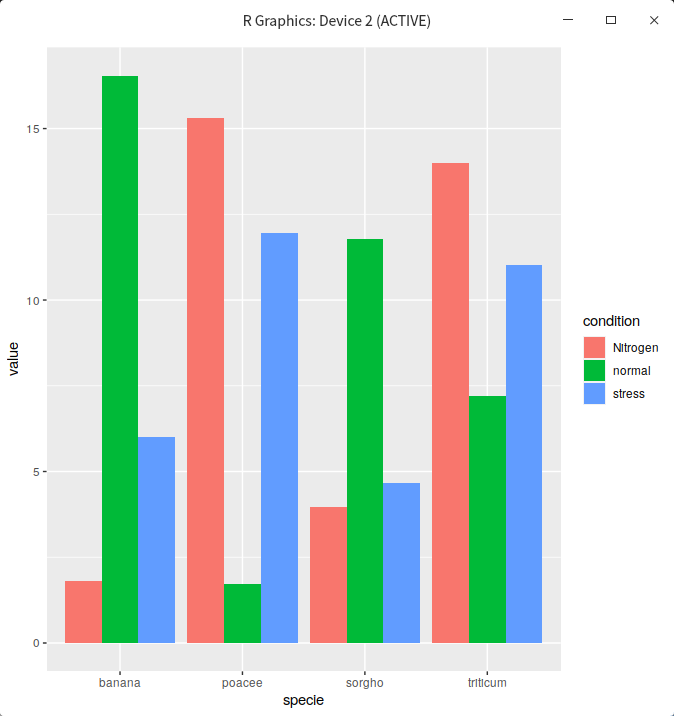 R Graphics: Device 2 (ACTIVE)
value
15
10
5
0
banana poacee sorgho triticum
specie
condition
Nitrogen
normal
stress